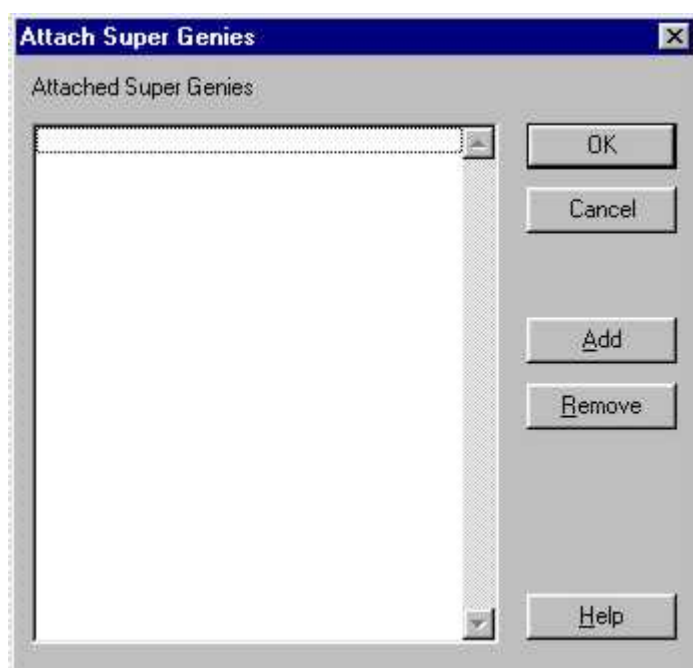 Attach Super Genies
Attached Super Genies
OK
Cancel
Add
Remove
Help